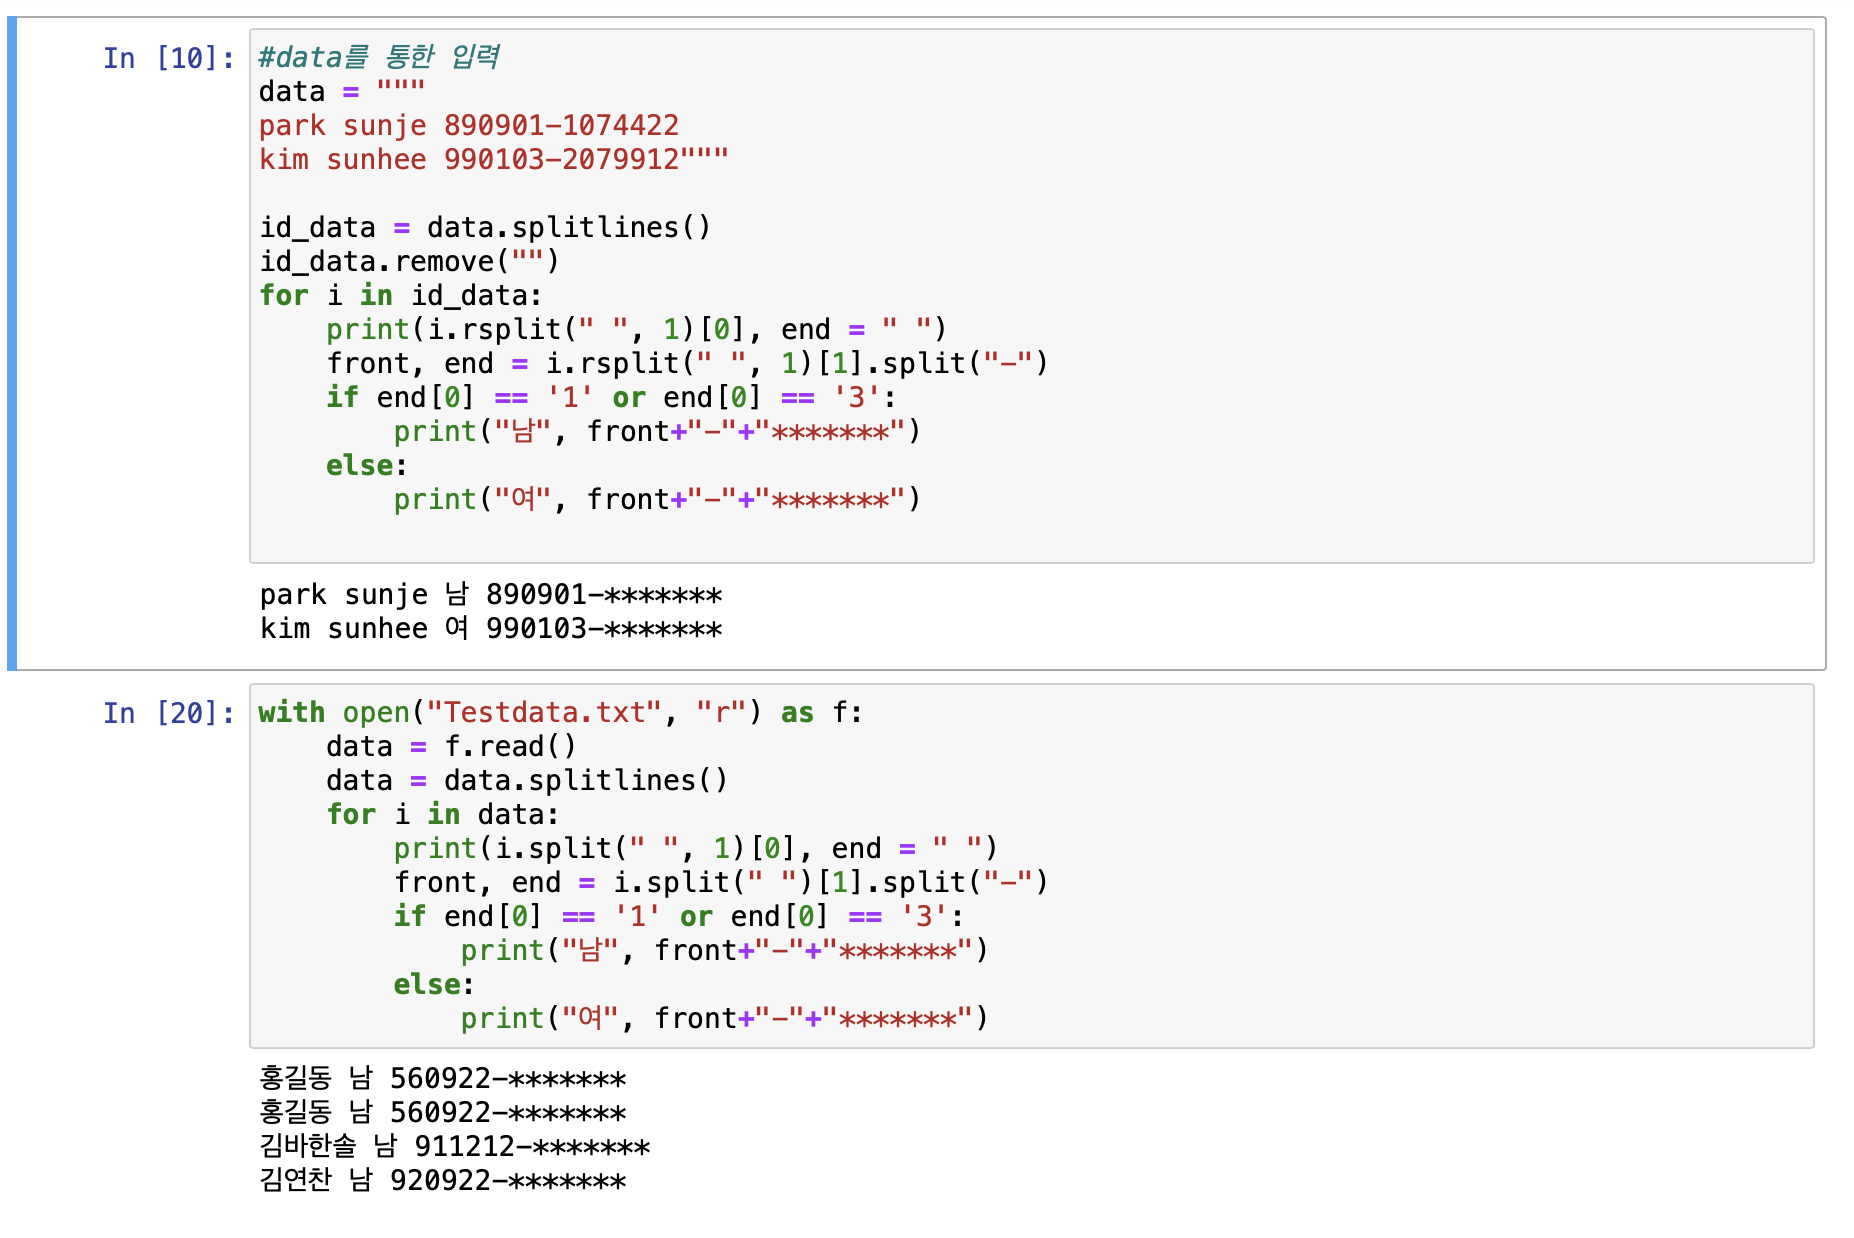 In [10]:
#data를 통한 입력
data = """
park sunje 890901-1074422
kim sunhee 990103-2079912"""

id_data = data.splitlines()
id_data.remove("")
for i in id_data:
    print(i.rsplit(" ", 1)[0], end = " ")
    front, end = i.rsplit(" ", 1)[1].split("-")
    if end[0] == '1' or end[0] == '3':
        print("남", front+"-"+"*******")
    else:
        print("여", front+"-"+"*******")
park sunje 남 890901-*******
kim sunhee 여 990103-*******
In [20]:
with open("Testdata.txt", "r") as f:
    data = f.read()
    data = data.splitlines()
    for i in data:
        print(i.split(" ", 1)[0], end = " ")
        front, end = i.split(" ")[1].split("-")
        if end[0] == '1' or end[0] == '3':
            print("남", front+"-"+"*******")
        else:
            print("여", front+"-"+"*******")
홍길동 남 560922-*******
홍길동 남 560922-*******
김바한솔 남 911212-*******
김연찬 남 920922-*******